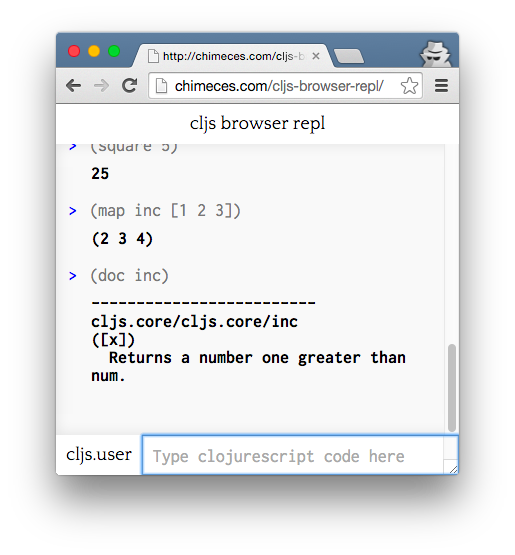 http://chimeces.com/cljs-b
chimeces.com/cljs-browser-repl/
cljs browser repl
> (square 5)
25
> (map inc [1 2 3])
(2 3 4)
> (doc inc)
-------------------------
cljs.core/cljs.core/inc
([x])
Returns a number one greater than
num.
cljs.user
Type clojurescript code here